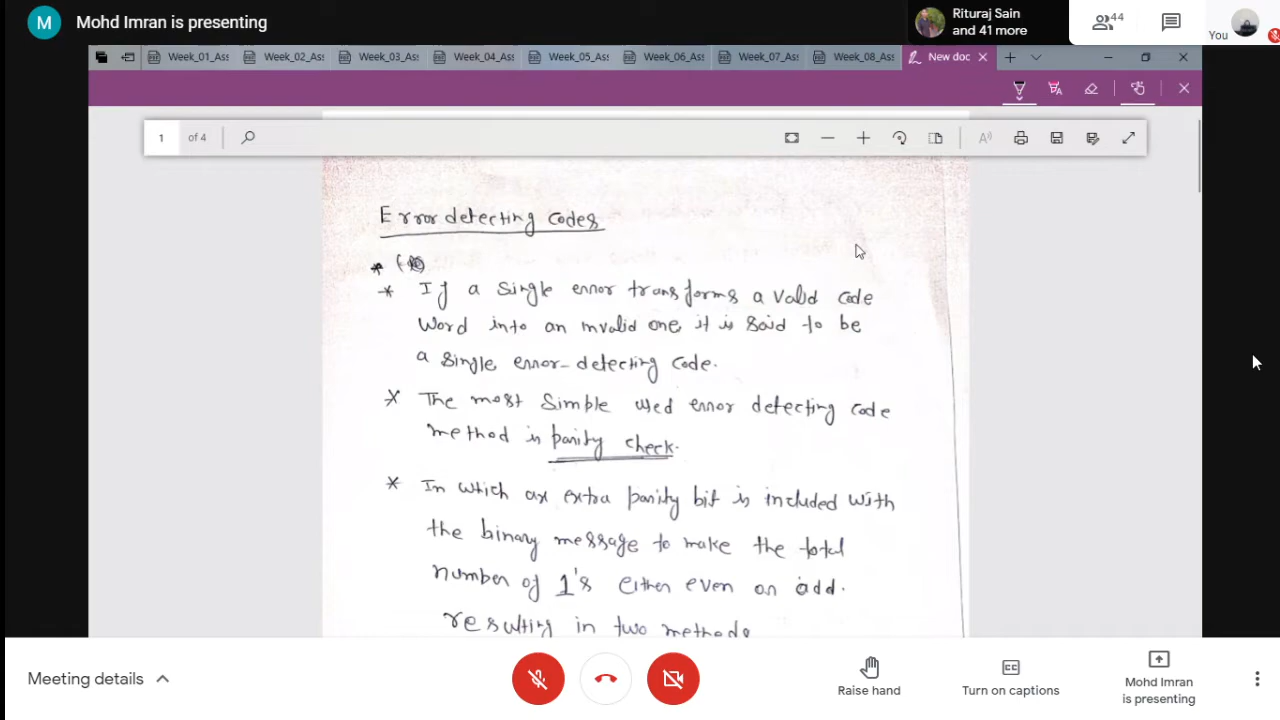 M Mohd Imran is presenting
Rituraj Sain
and 41 more
44
You
Week_01_Ass
Week_02_Ass
Week_03_Ass
Week_04_Ass
Week_05_Ass
Week_06_Ass
Week_07_Ass
Week_08_Ass
New doc
1 of 4
Error detecting codes
* If a single error transforms a valid code
word into an invalid one, it is said to be
a single error-detecting code.
* The most simple used error detecting code
method is parity check.
* In which an extra parity bit is included with
the binary message to make the total
number of 1's either even or add.
resulting in two methods
Meeting details
Raise hand
CC
Turn on captions
Mohd Imran
is presenting